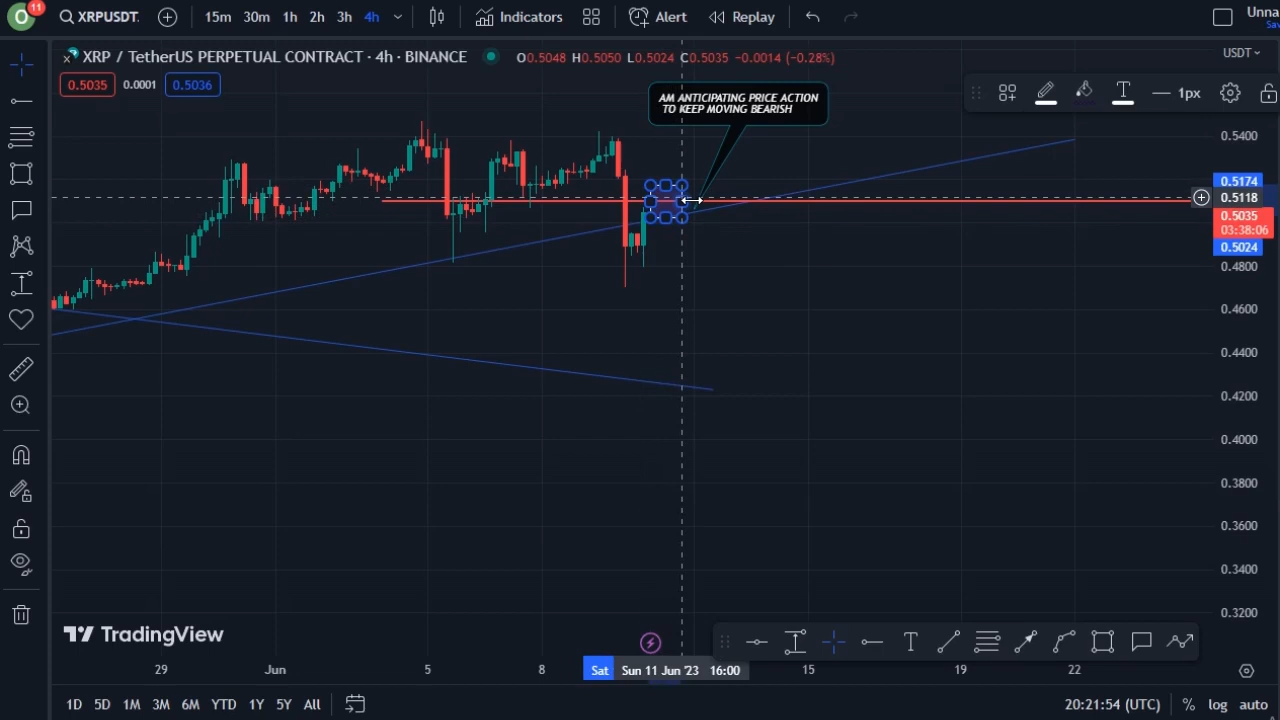 O 11 XRPUSDT. 15m 30m 1h 2h 3h 4h Indicators Alert Replay Unna
Sav
XRP / TetherUS PERPETUAL CONTRACT · 4h · BINANCE O0.5048 H0.5050 L0.5024 C0.5035 −0.0014 (−0.28%) USDT
0.5035 0.0001 0.5036
T 1px
AM ANTICIPATING PRICE ACTION
TO KEEP MOVING BEARISH
0.5400
0.5174
0.5118
0.5035
03:38:06
0.5024
0.4800
0.4600
0.4400
0.4200
0.4000
0.3800
0.3600
0.3400
0.3200
TradingView
T
29 Jun 5 8 Sat Sun 11 Jun '23 16:00 15 19 22
1D 5D 1M 3M 6M YTD 1Y 5Y All 20:21:54 (UTC) % log auto